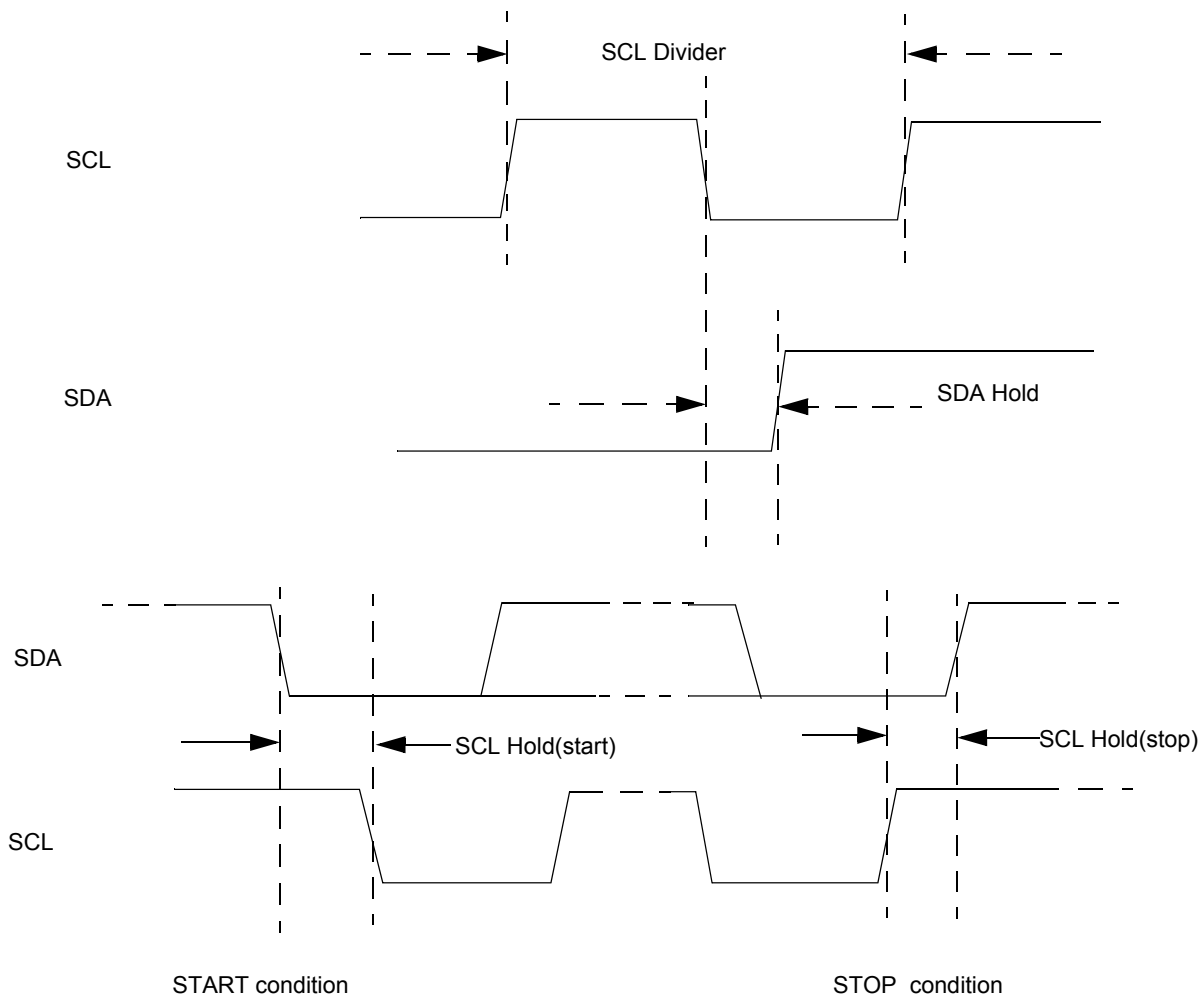 SCL Divider
SCL
SDA
SDA Hold
SDA
SCL Hold(start)
SCL Hold(stop)
SCL
START condition
STOP condition